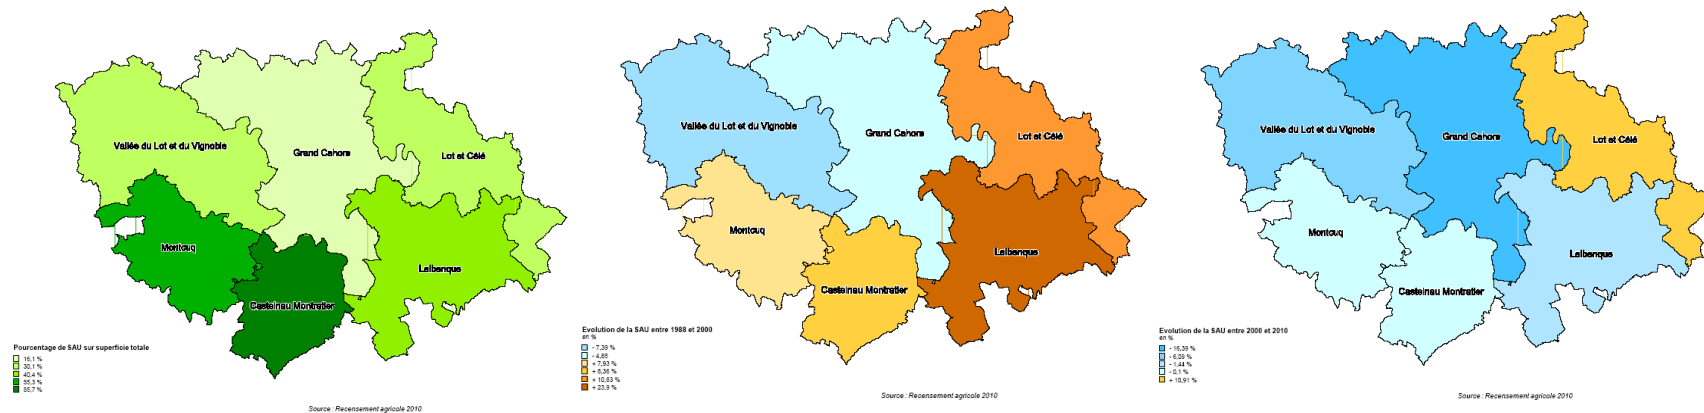 Vallée du Lot et du Vignoble
Grand Cahors
Lot et Célé
Montcuq
Lalbenque
Castelnau Montratier
Pourcentage de SAU sur superficie totale
16,1 %
30,1 %
40,4 %
55,3 %
65,7 %
Source : Recensement agricole 2010
Vallée du Lot et du Vignoble
Grand Cahors
Lot et Célé
Montcuq
Lalbenque
Castelnau Montratier
Evolution de la SAU entre 1988 et 2000
en %
- 7,39 %
- 4,85
+ 7,93 %
+ 8,36 %
+ 10,83 %
+ 23,9 %
Source : Recensement agricole 2010
Vallée du Lot et du Vignoble
Grand Cahors
Lot et Célé
Montcuq
Lalbenque
Castelnau Montratier
Evolution de la SAU entre 2000 et 2010
en %
- 16,39 %
- 6,09 %
- 1,44 %
- 0,1 %
+ 10,91 %
Source : Recensement agricole 2010